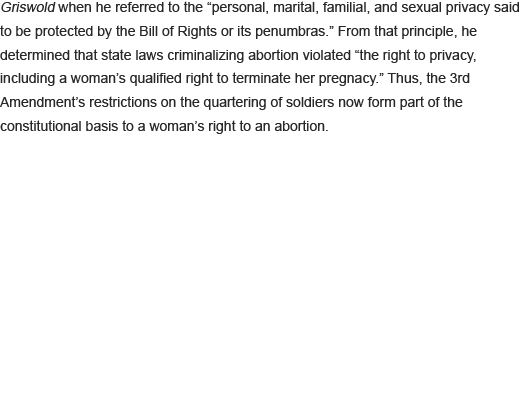 Griswold when he referred to the “personal, marital, familial, and sexual privacy said
to be protected by the Bill of Rights or its penumbras.” From that principle, he
determined that state laws criminalizing abortion violated “the right to privacy,
including a woman’s qualified right to terminate her pregnacy.” Thus, the 3rd
Amendment’s restrictions on the quartering of soldiers now form part of the
constitutional basis to a woman’s right to an abortion.